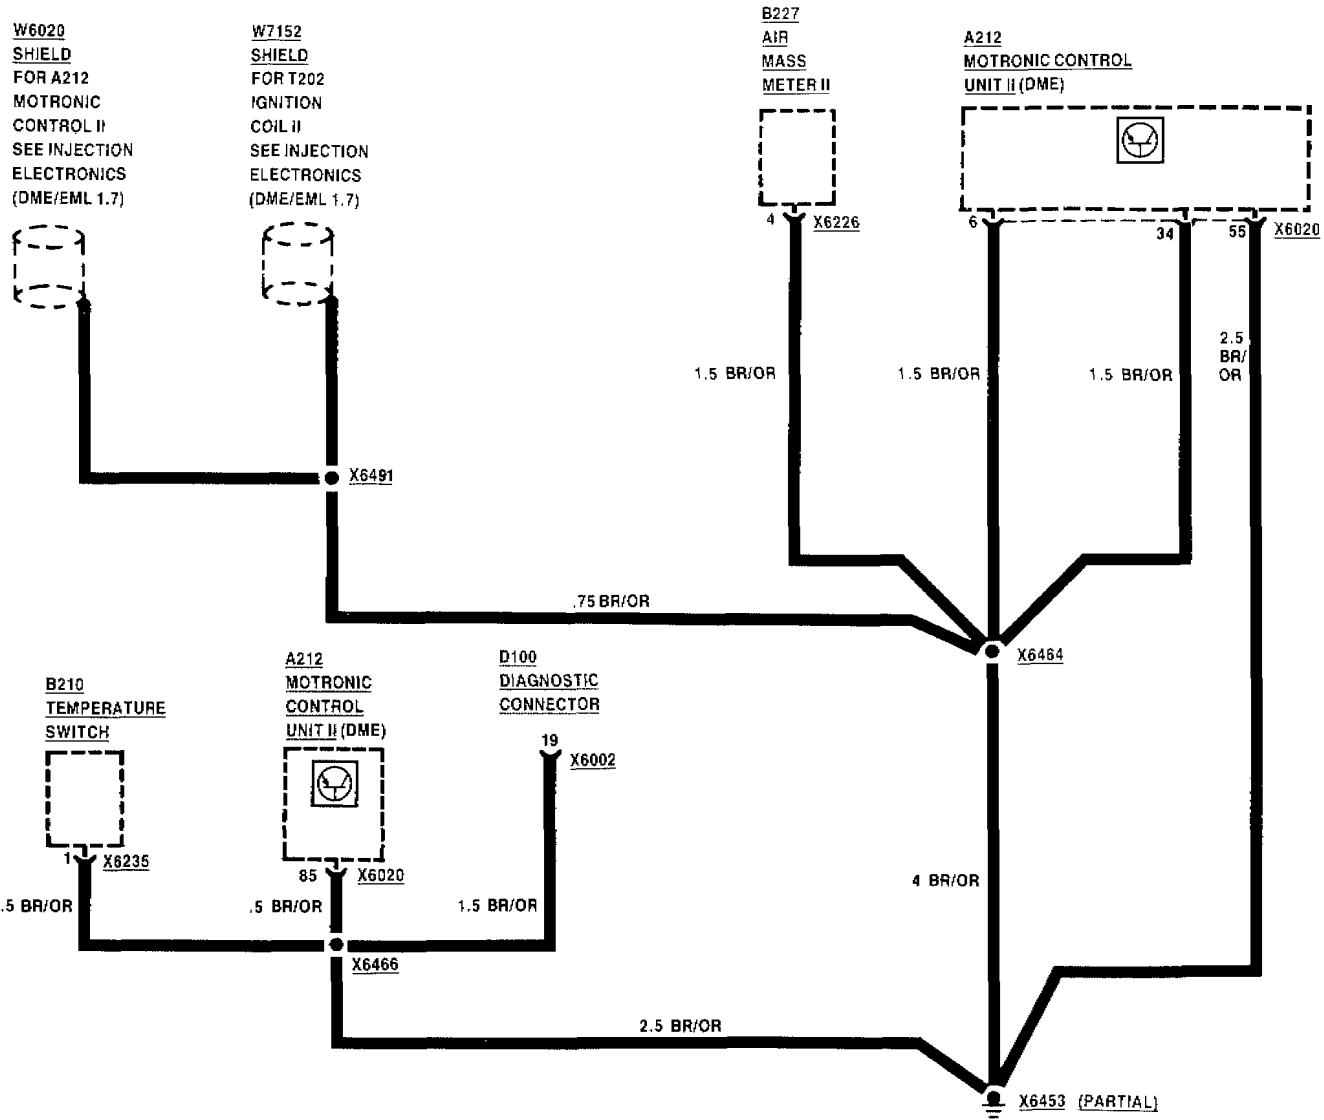 W6020
SHIELD
FOR A212
MOTRONIC
CONTROL II
SEE INJECTION
ELECTRONICS
(DME/EML 1.7)
W7152
SHIELD
FOR T202
IGNITION
COIL II
SEE INJECTION
ELECTRONICS
(DME/EML 1.7)
B227
AIR
MASS
METER II
A212
MOTRONIC CONTROL
UNIT II (DME)
4
X6226
6
34
55
X6020
1.5 BR/OR
1.5 BR/OR
1.5 BR/OR
2.5
BR/
OR
X6491
.75 BR/OR
X6464
B210
TEMPERATURE
SWITCH
A212
MOTRONIC
CONTROL
UNIT II (DME)
D100
DIAGNOSTIC
CONNECTOR
19
X6002
1
X6235
85
X6020
.5 BR/OR
.5 BR/OR
1.5 BR/OR
4 BR/OR
X6466
2.5 BR/OR
X6453 (PARTIAL)